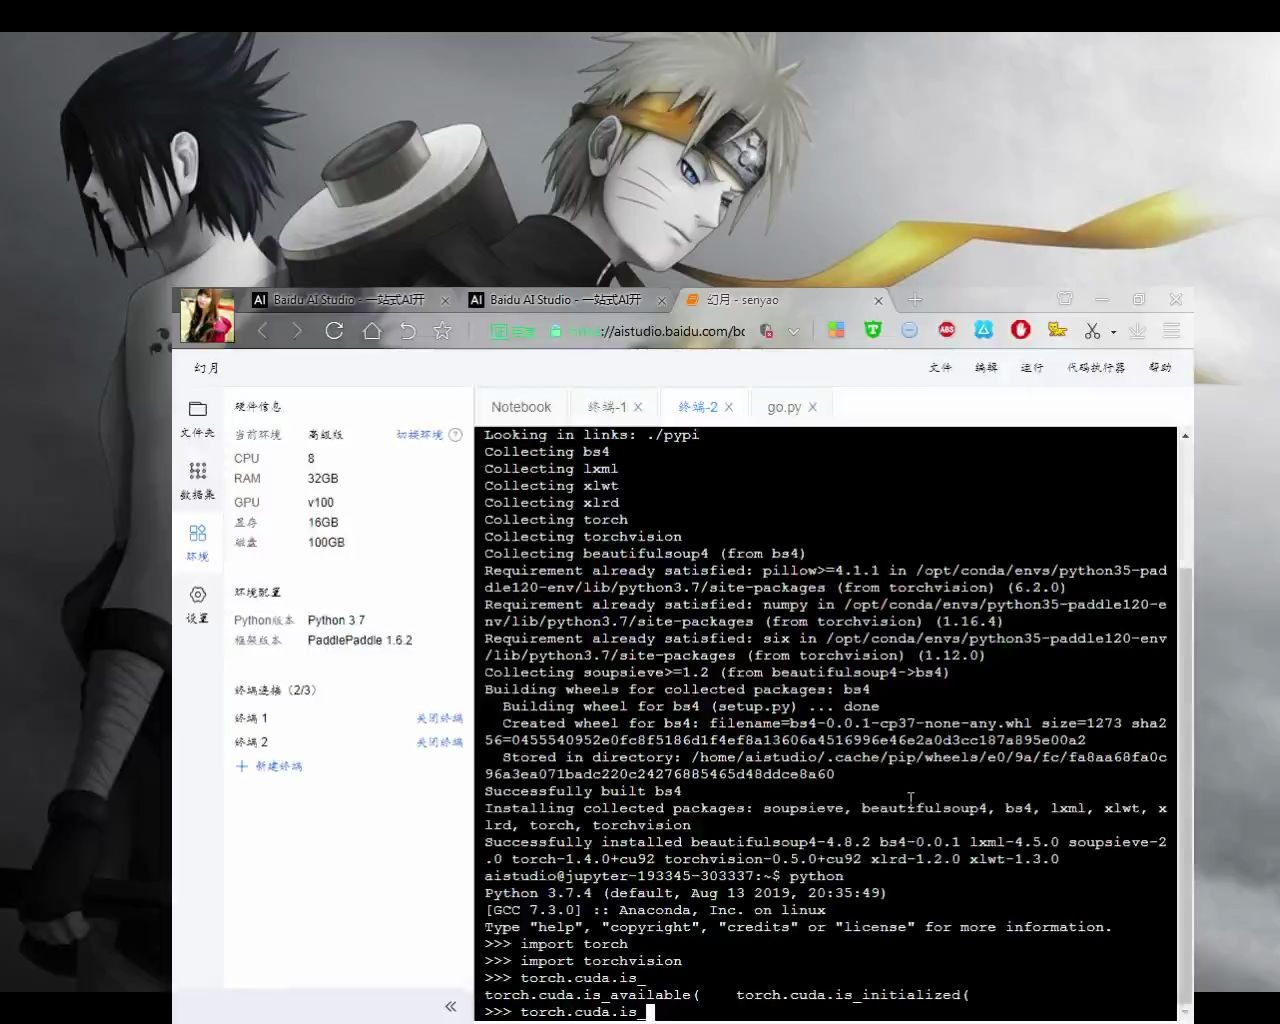 Baidu AI Studio - 一站式AI开
Baidu AI Studio - 一站式AI开
幻月 - senyao
://aistudio.baidu.com/bc
ABS
幻月
文件
编辑
运行
代码执行器
帮助
文件夹
数据集
环境
设置
硬件信息
当前环境 高级版 切换环境 ?
CPU 8
RAM 32GB
GPU v100
显存 16GB
磁盘 100GB
环境配置
Python版本 Python 3.7
框架版本 PaddlePaddle 1.6.2
终端连接（2/3）
终端 1 关闭终端
终端 2 关闭终端
+ 新建终端
Notebook
终端-1
终端-2
go.py
Looking in links: ./pypi
Collecting bs4
Collecting lxml
Collecting xlwt
Collecting xlrd
Collecting torch
Collecting torchvision
Collecting beautifulsoup4 (from bs4)
Requirement already satisfied: pillow>=4.1.1 in /opt/conda/envs/python35-pad
dle120-env/lib/python3.7/site-packages (from torchvision) (6.2.0)
Requirement already satisfied: numpy in /opt/conda/envs/python35-paddle120-e
nv/lib/python3.7/site-packages (from torchvision) (1.16.4)
Requirement already satisfied: six in /opt/conda/envs/python35-paddle120-env
/lib/python3.7/site-packages (from torchvision) (1.12.0)
Collecting soupsieve>=1.2 (from beautifulsoup4->bs4)
Building wheels for collected packages: bs4
Building wheel for bs4 (setup.py) ... done
Created wheel for bs4: filename=bs4-0.0.1-cp37-none-any.whl size=1273 sha2
56=0455540952e0fc8f5186d1f4ef8a13606a4516996e46e2a0d3cc187a895e00a2
Stored in directory: /home/aistudio/.cache/pip/wheels/e0/9a/fc/fa8aa68fa0c
96a3ea071badc220c24276885465d48ddce8a60
Successfully built bs4
Installing collected packages: soupsieve, beautifulsoup4, bs4, lxml, xlwt, x
lrd, torch, torchvision
Successfully installed beautifulsoup4-4.8.2 bs4-0.0.1 lxml-4.5.0 soupsieve-2
.0 torch-1.4.0+cu92 torchvision-0.5.0+cu92 xlrd-1.2.0 xlwt-1.3.0
aistudio@jupyter-193345-303337:~$ python
Python 3.7.4 (default, Aug 13 2019, 20:35:49)
[GCC 7.3.0] :: Anaconda, Inc. on linux
Type "help", "copyright", "credits" or "license" for more information.
>>> import torch
>>> import torchvision
>>> torch.cuda.is_
torch.cuda.is_available( torch.cuda.is_initialized(
>>> torch.cuda.is_